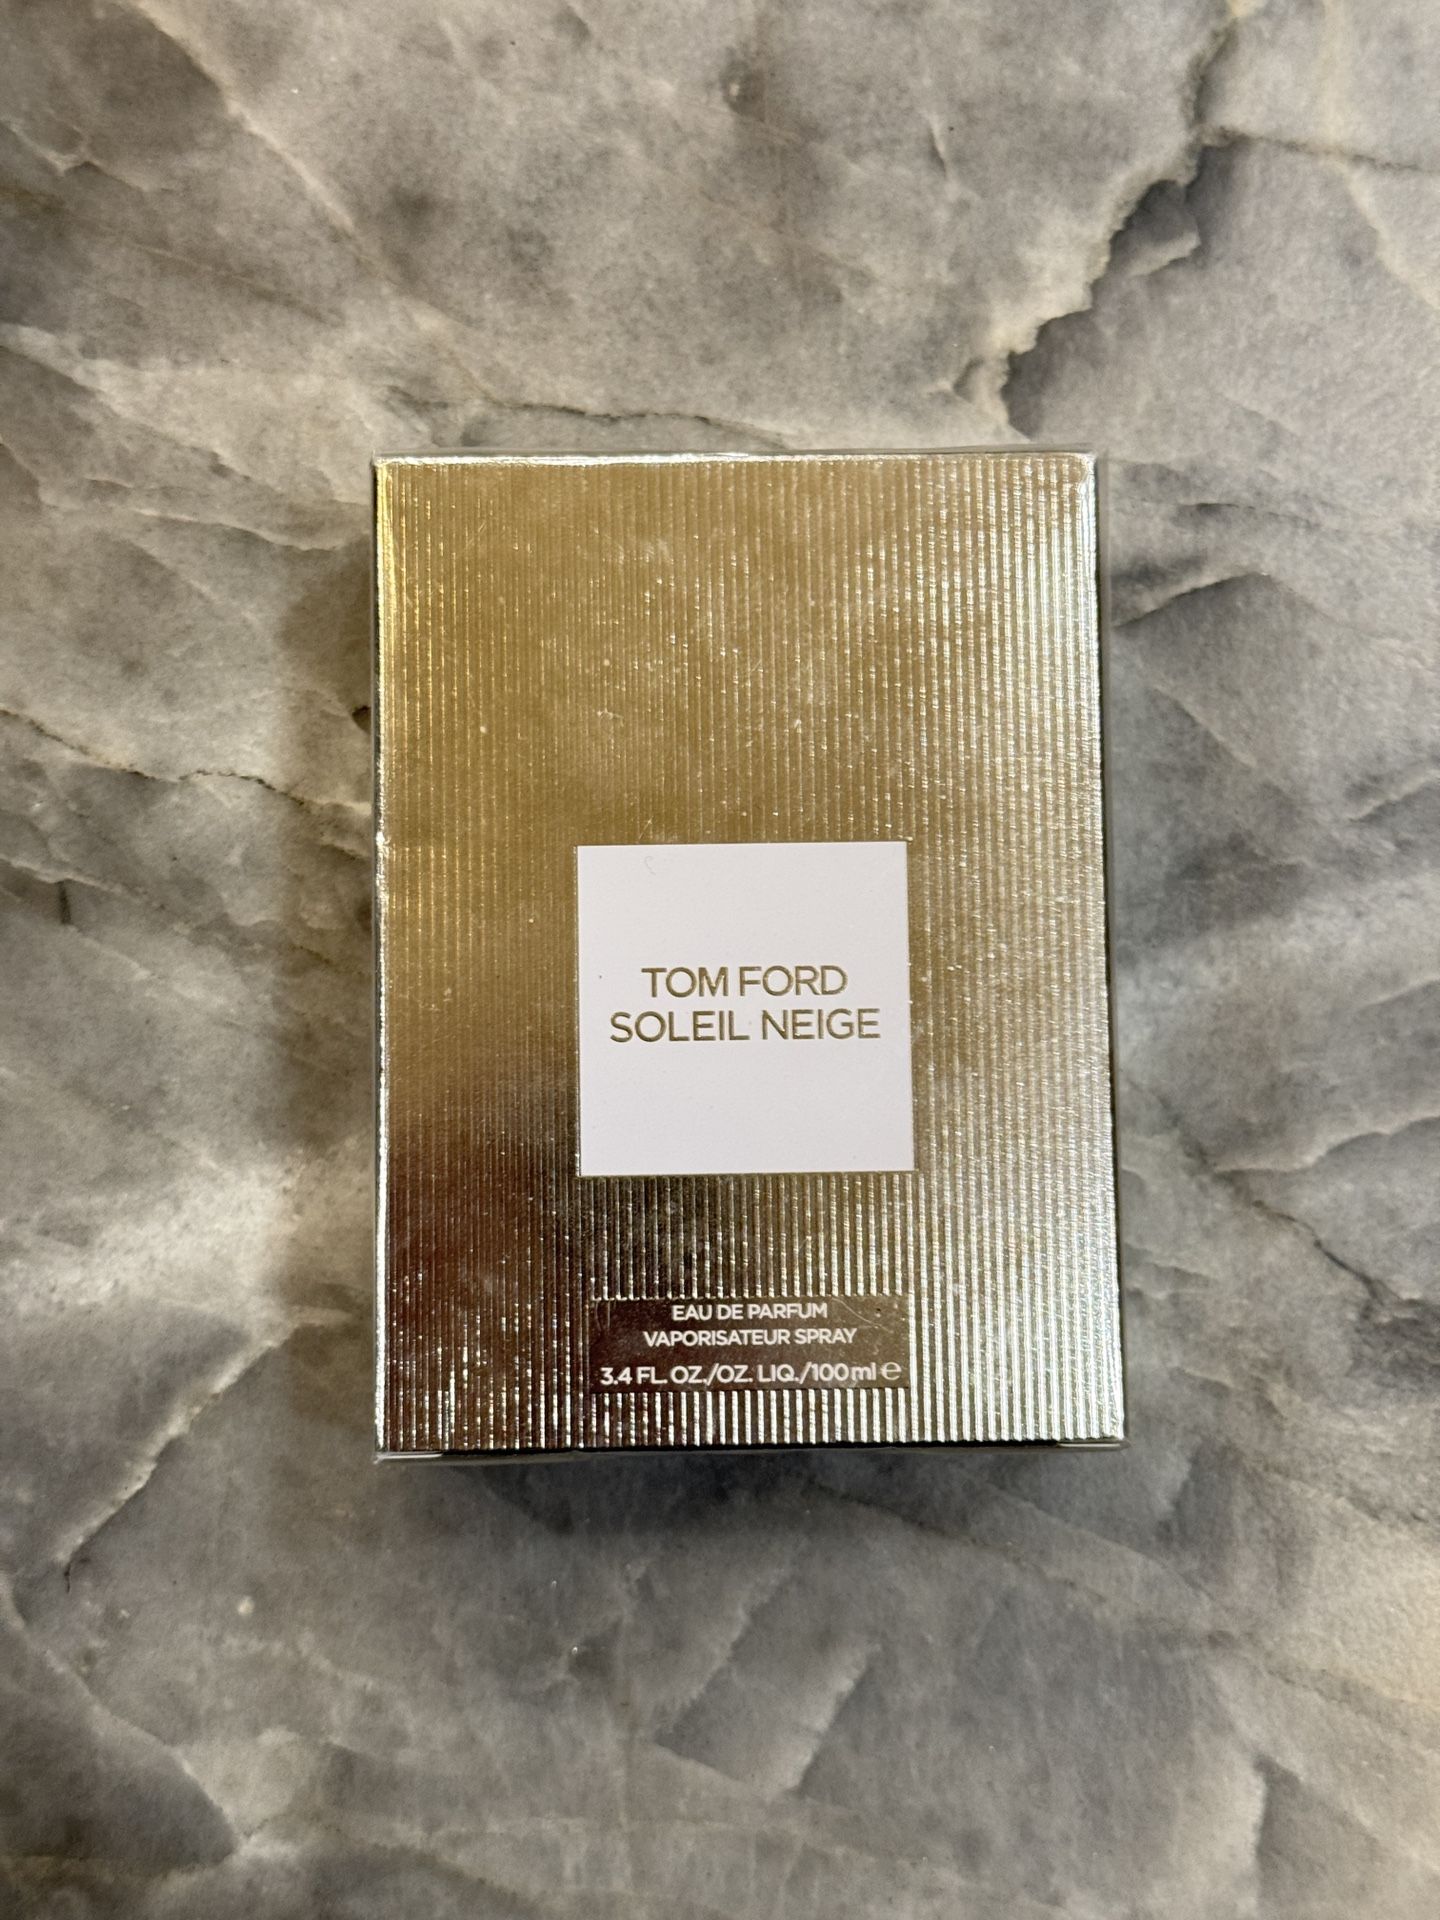 TOM FORD
SOLEIL NEIGE
EAU DE PARFUM
VAPORISATEUR SPRAY
3.4 FL. OZ./OZ. LIQ./100 ml ℮